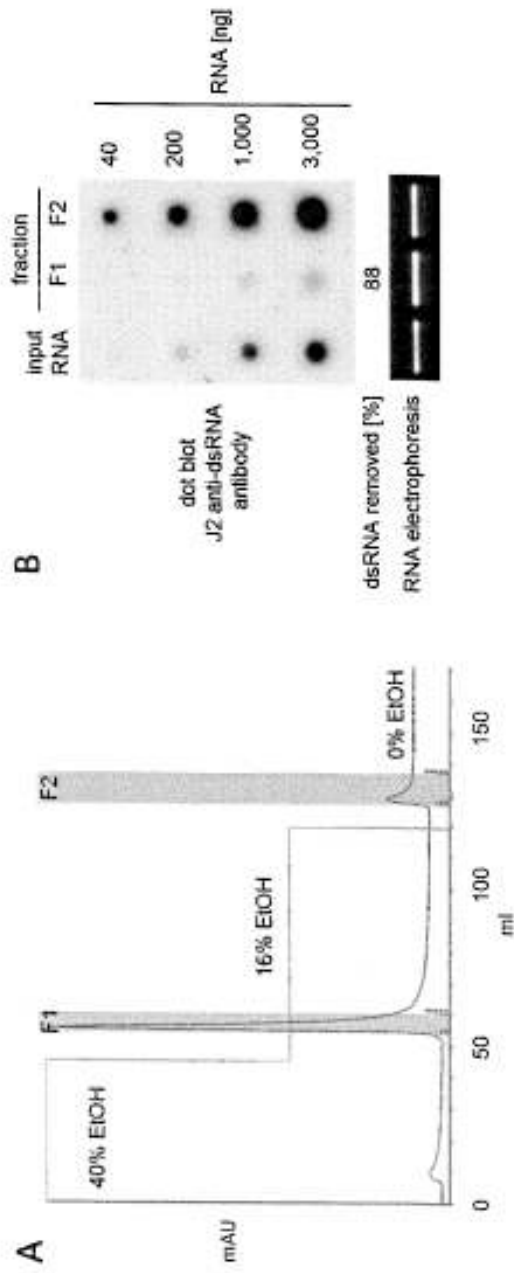 A
mAU
40% EtOH
F1
16% EtOH
F2
0% EtOH
0
50
100
150
ml
B
input
RNA
fraction
F1
F2
dot blot
J2 anti-dsRNA
antibody
40
200
1,000
3,000
RNA [ng]
dsRNA removed [%]
88
RNA electrophoresis